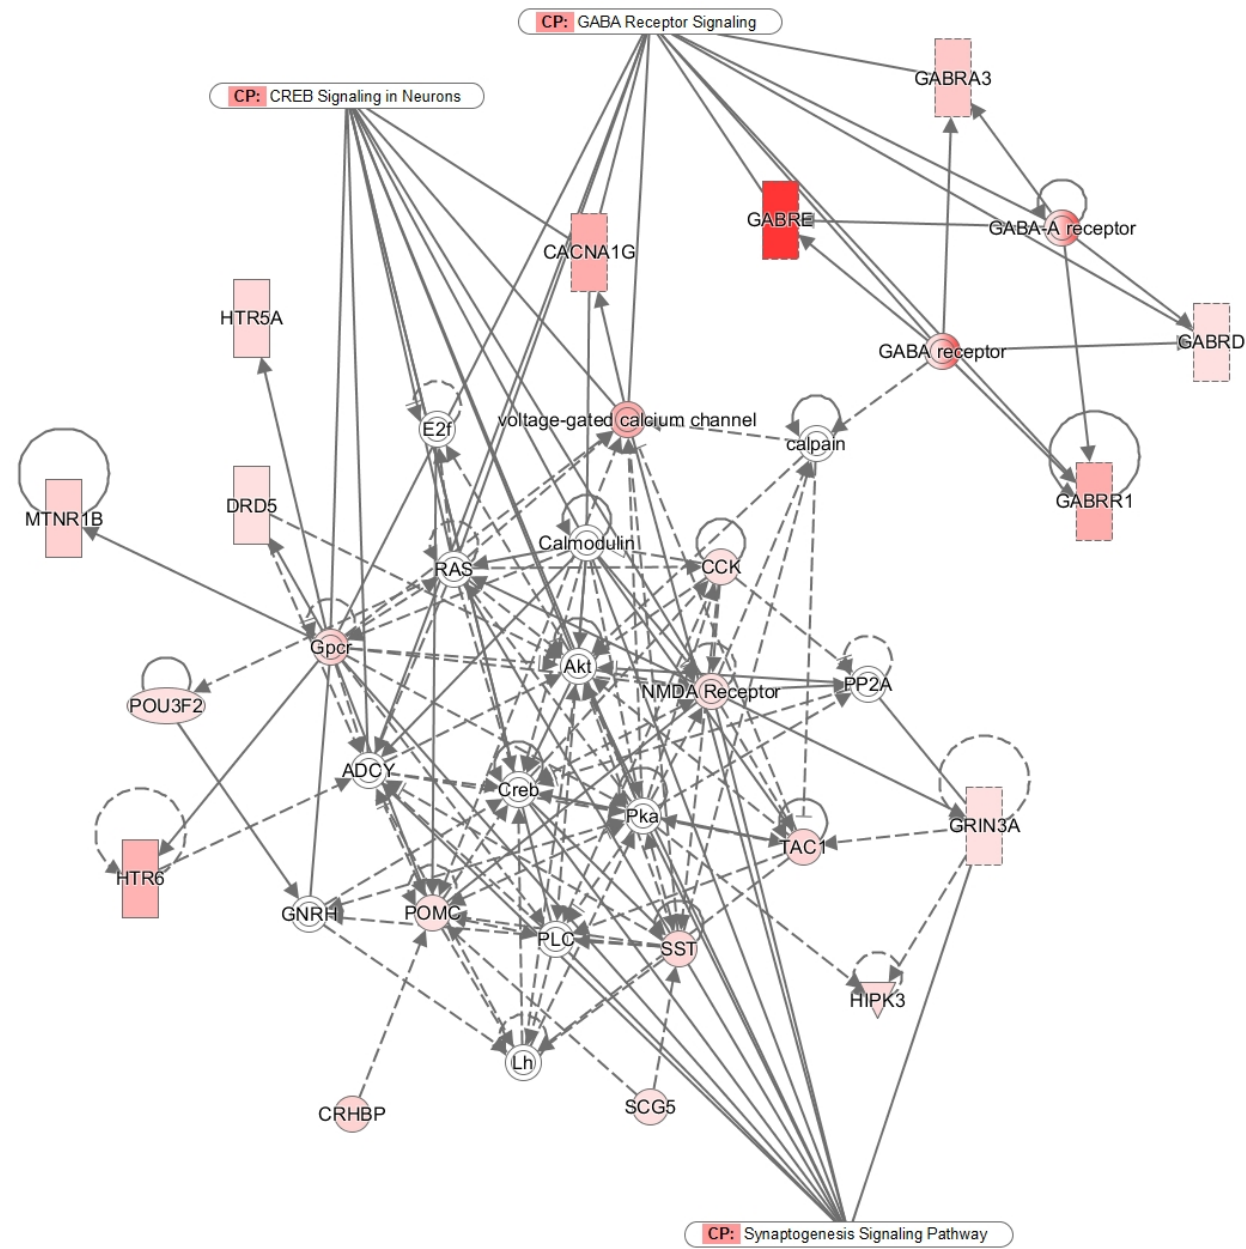 CP: GABA Receptor Signaling
GABRA3
CP: CREB Signaling in Neurons
GABRE
GABA-A receptor
CACNA1G
HTR5A
GABRD
GABA receptor
voltage-gated calcium channel
E2f
calpain
GABRR1
DRD5
MTNR1B
Calmodulin
RAS
CCK
Gpcr
Akt
PP2A
NMDA Receptor
POU3F2
ADCY
Creb
Pka
GRIN3A
TAC1
HTR6
GNRH
POMC
PLC
SST
HIPK3
Lh
CRHBP
SCG5
CP: Synaptogenesis Signaling Pathway